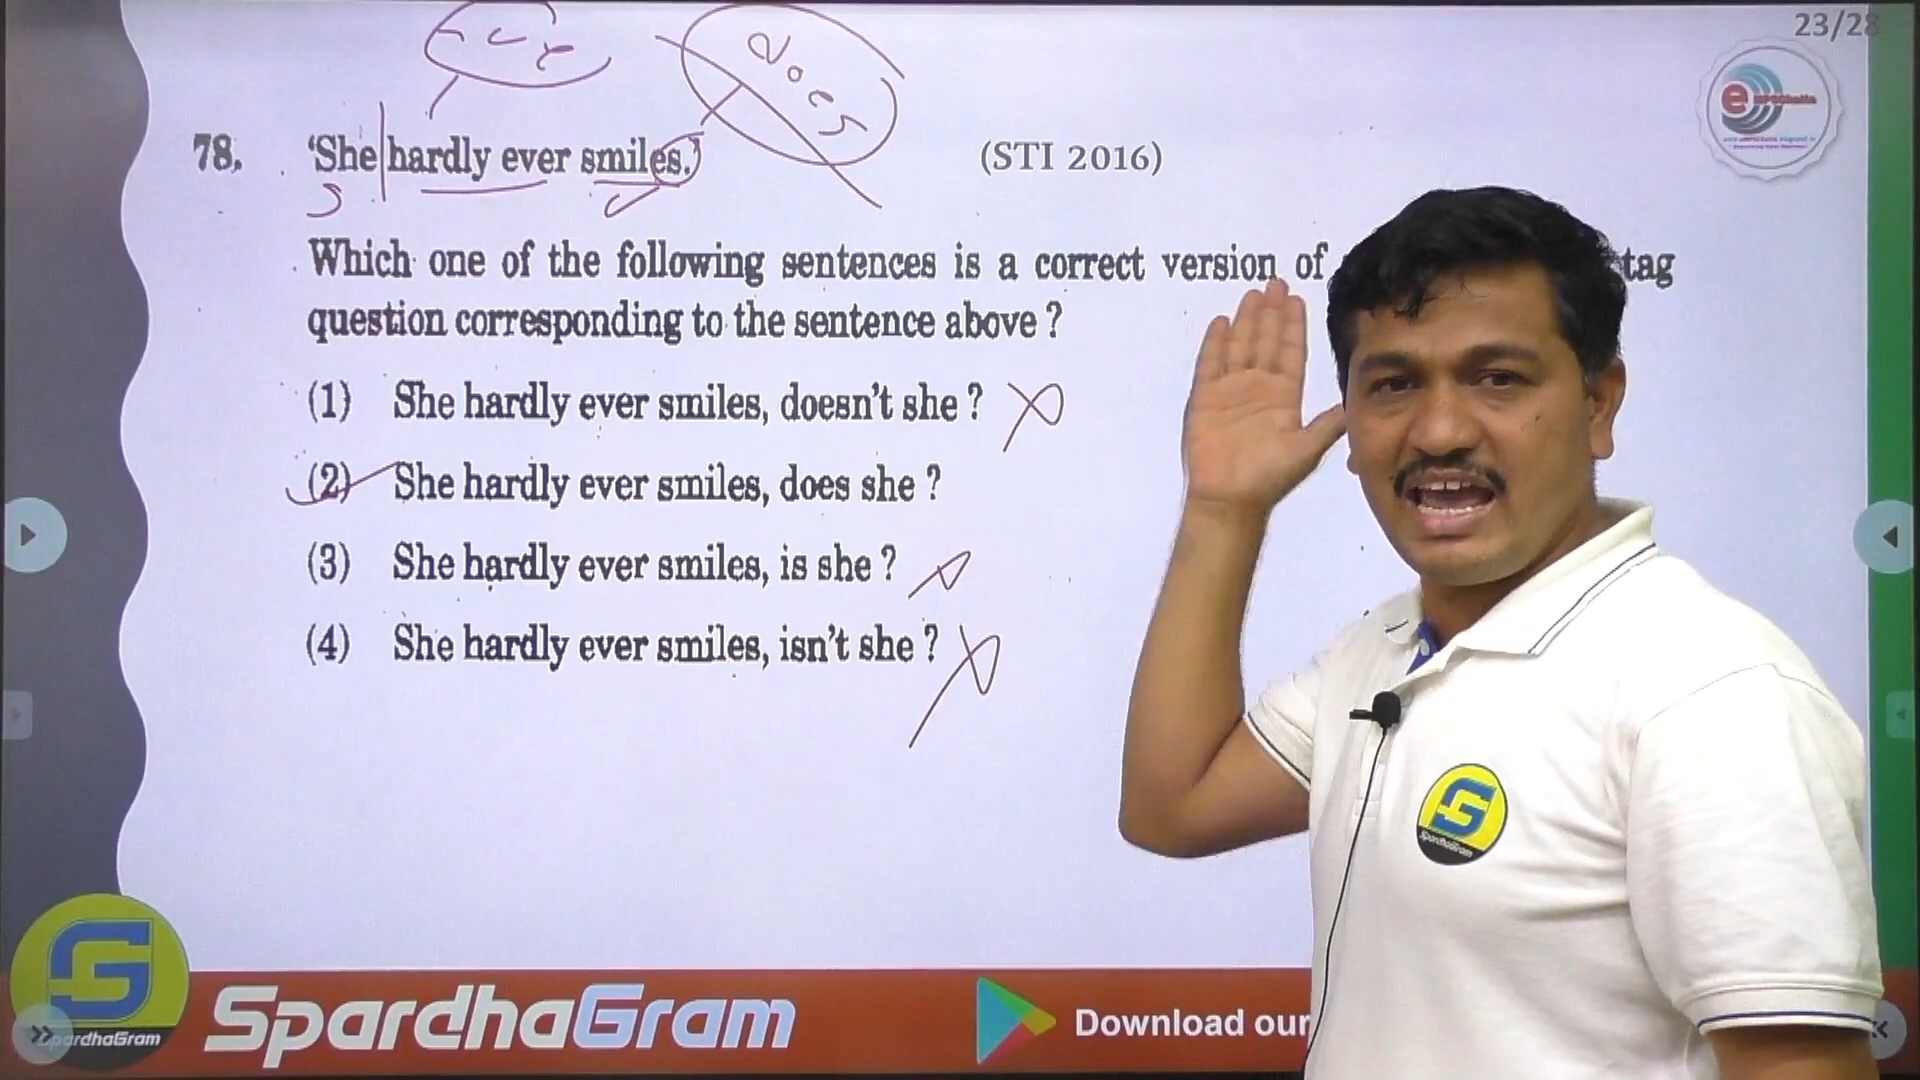 23/28
does
78. 'She hardly ever smiles.' (STI 2016)
S
Which one of the following sentences is a correct version of tag
question corresponding to the sentence above ?
(1) She hardly ever smiles, doesn't she ?
(2) She hardly ever smiles, does she ?
(3) She hardly ever smiles, is she ?
(4) She hardly ever smiles, isn't she ?
SpardhaGram
SpardhaGram
SpardhaGram
Download our